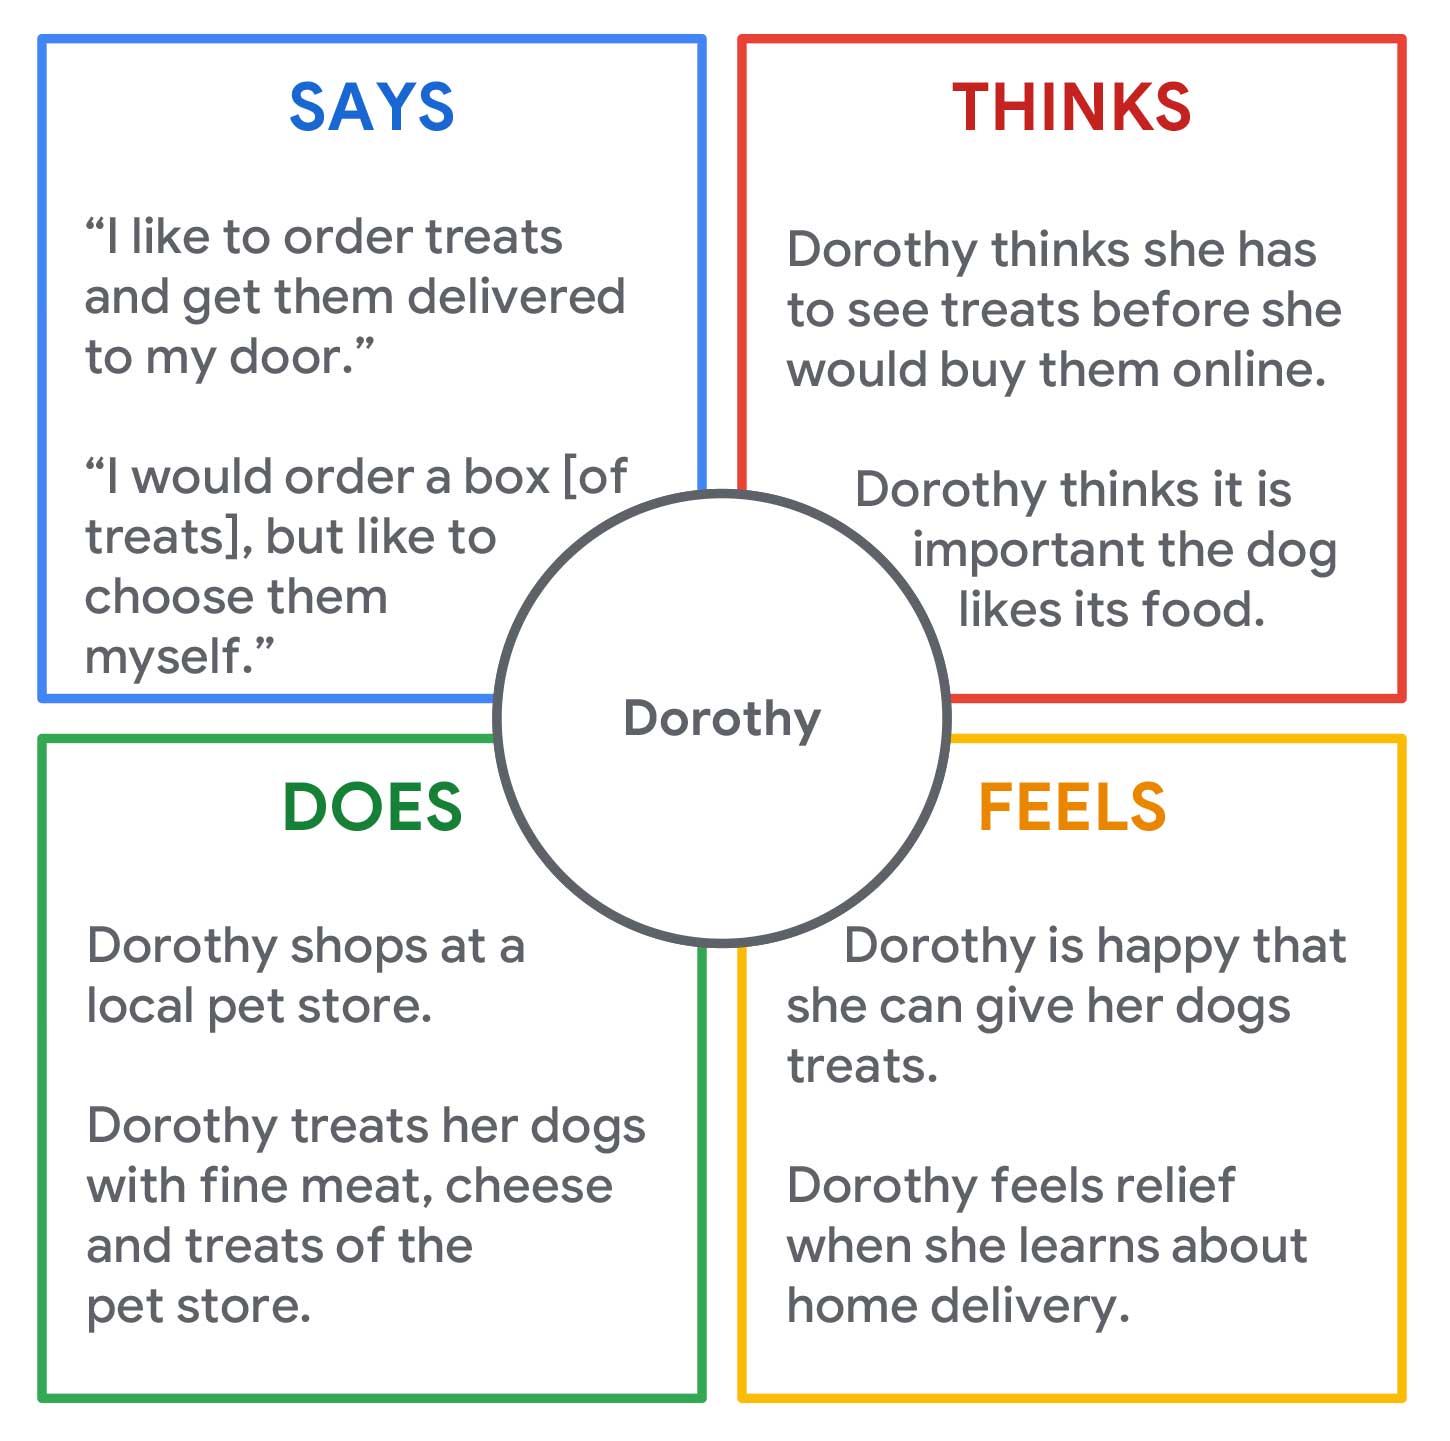 SAYS
“I like to order treats
and get them delivered
to my door.”
“I would order a box [of
treats], but like to
choose them
myself.”
THINKS
Dorothy thinks she has
to see treats before she
would buy them online.
Dorothy thinks it is
important the dog
likes its food.
Dorothy
DOES
Dorothy shops at a
local pet store.
Dorothy treats her dogs
with fine meat, cheese
and treats of the
pet store.
FEELS
Dorothy is happy that
she can give her dogs
treats.
Dorothy feels relief
when she learns about
home delivery.